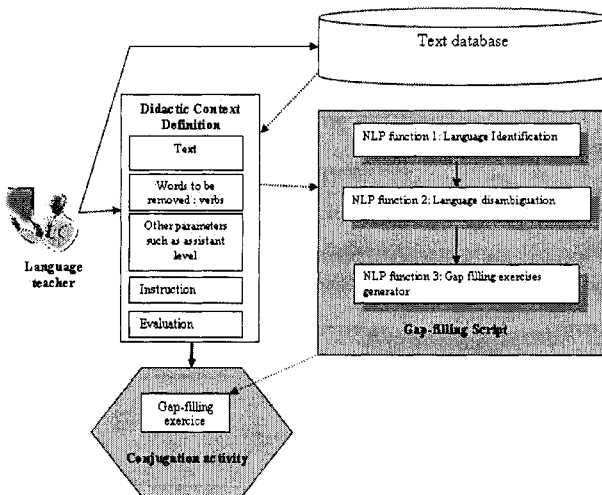 Text database
Didactic Context
Definition
Text
Words to be
removed : verbs
Other parameters
such as assistant
level
Instruction
Evaluation
Language
teacher
NLP function 1: Language Identification
NLP function 2: Language disambiguation
NLP function 3: Gap filling exercises
generator
Gap-filling Script
Gap-filling
exercice
Conjugation activity